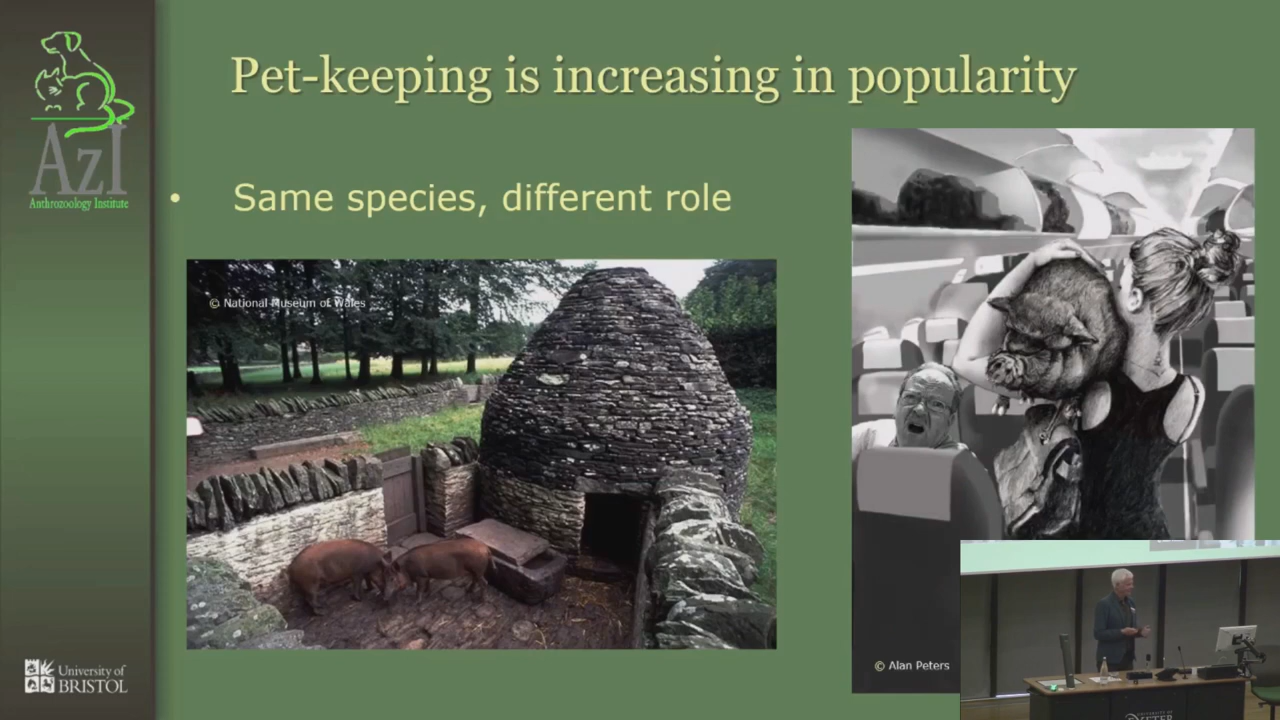 Pet-keeping is increasing in popularity
AzI
Anthrozoology Institute
• Same species, different role
© National Museum of Wales
© Alan Peters
University of
BRISTOL